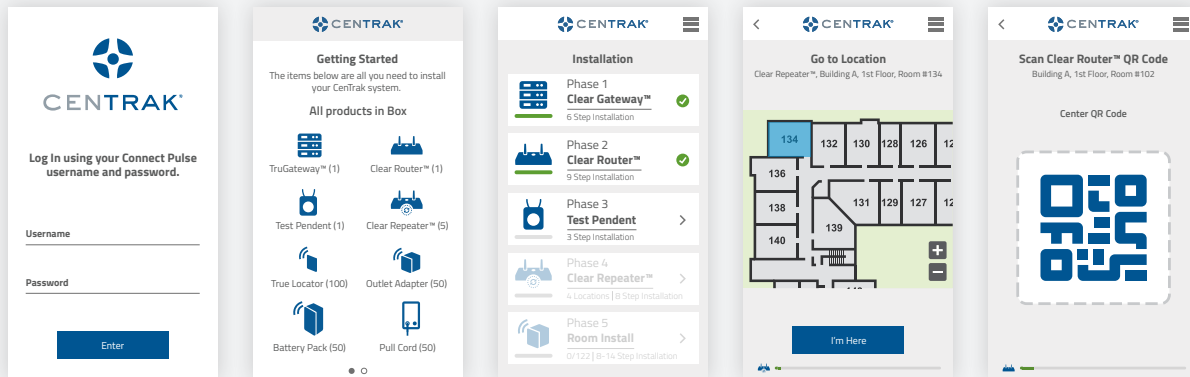 CENTRAK®
Log In using your Connect Pulse
username and password.
Username
Password
Enter
CENTRAK®
Getting Started
The items below are all you need to install
your CenTrak system.
All products in Box
TruGateway™ (1)
Clear Router™ (1)
Test Pendent (1)
Clear Repeater™ (5)
True Locator (100)
Outlet Adapter (50)
Battery Pack (50)
Pull Cord (50)
CENTRAK®
Installation
Phase 1
Clear Gateway™
6 Step Installation
Phase 2
Clear Router™
9 Step Installation
Phase 3
Test Pendent
3 Step Installation
Phase 4
Clear Repeater™
4 Locations | 8 Step Installation
Phase 5
Room Install
0/122 | 8-14 Step Installation
CENTRAK®
Go to Location
Clear Repeater™, Building A, 1st Floor, Room #134
134 132 130 128 126 12
136
138 131 129 127 12
139
140
I'm Here
CENTRAK®
Scan Clear Router™ QR Code
Building A, 1st Floor, Room #102
Center QR Code